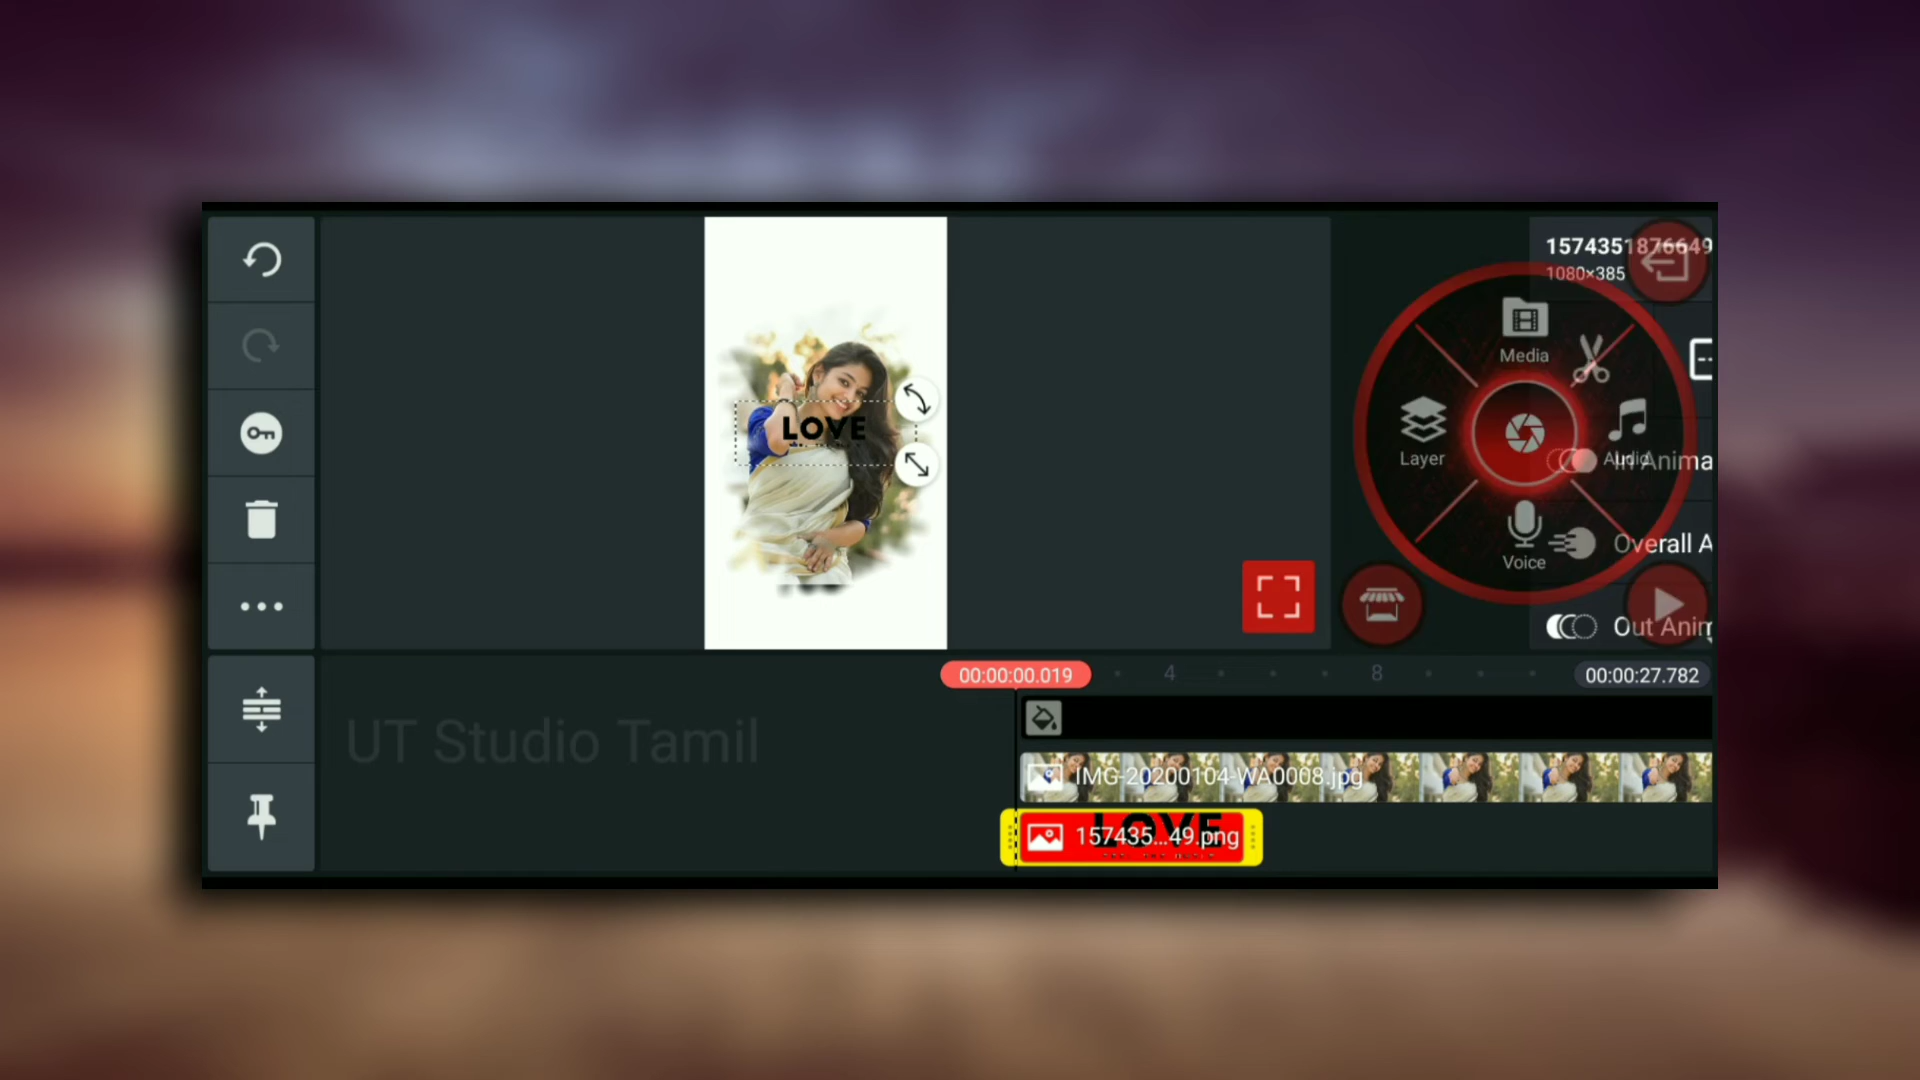 1574351876649
1080×385
Media
LOVE
Layer
Audio
In Anima
Overall A
Voice
Out Anim
00:00:00.019
4
8
00:00:27.782
UT Studio Tamil
IMG-20200104-WA0008.jpg
LOVE
157435...49.png